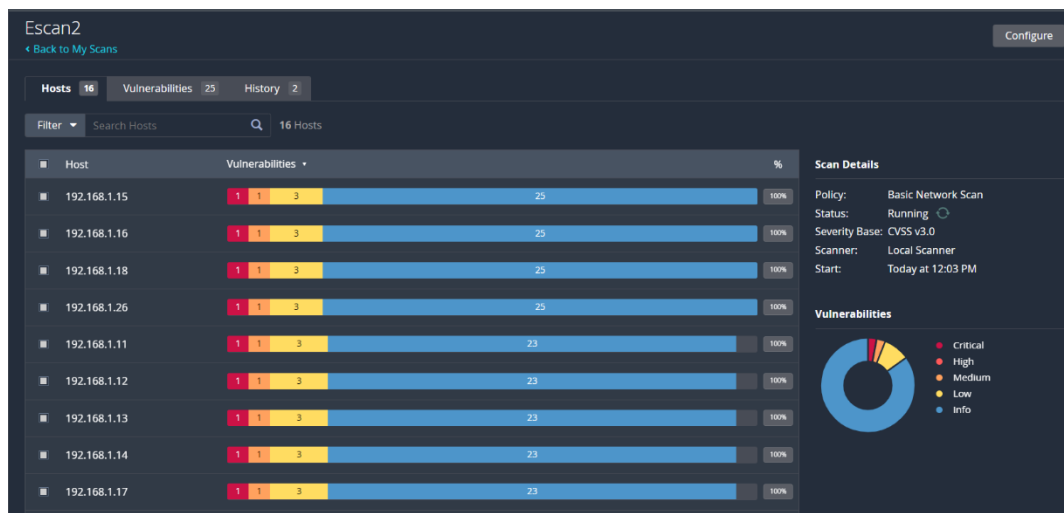 Escan2
< Back to My Scans
Configure
Hosts 16 Vulnerabilities 25 History 2
Filter Search Hosts 16 Hosts
Host Vulnerabilities %
192.168.1.15 1 1 3 25 100%
192.168.1.16 1 1 3 25 100%
192.168.1.18 1 1 3 25 100%
192.168.1.26 1 1 3 25 100%
192.168.1.11 1 1 3 23 100%
192.168.1.12 1 1 3 23 100%
192.168.1.13 1 1 3 23 100%
192.168.1.14 1 1 3 23 100%
192.168.1.17 1 1 3 23 100%
Scan Details
Policy: Basic Network Scan
Status: Running
Severity Base: CVSS v3.0
Scanner: Local Scanner
Start: Today at 12:03 PM
Vulnerabilities
Critical
High
Medium
Low
Info